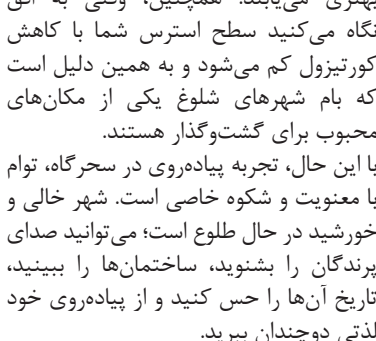 بهتری می‌یابند. همچنین، وقتی به افق
نگاه می‌کنید سطح استرس شما با کاهش
کورتیزول کم می‌شود و به همین دلیل است
که بام شهرهای شلوغ یکی از مکان‌های
محبوب برای گشت‌وگذار هستند.
با این حال، تجربه پیاده‌روی در سحرگاه، توام
با معنویت و شکوه خاصی است. شهر خالی و
خورشید در حال طلوع است؛ می‌توانید صدای
پرندگان را بشنوید، ساختمان‌ها را ببینید،
تاریخ آن‌ها را حس کنید و از پیاده‌روی خود
لذتی دوچندان ببرید.